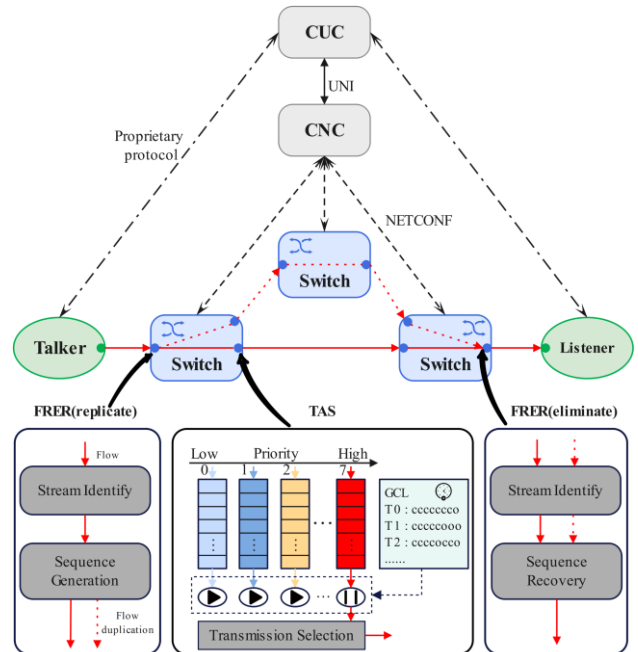 CUC
UNI
CNC
Proprietary
protocol
NETCONF
Switch
Talker
Switch
Switch
Listener
FRER(replicate)
TAS
FRER(eliminate)
Flow
Stream Identify
Sequence
Generation
Flow
duplication
Low Priority High
0 1 2 7
GCL
T0 : cccccccо
T1 : cccccooo
T2 : ccccocco
......
Transmission Selection
Stream Identify
Sequence
Recovery